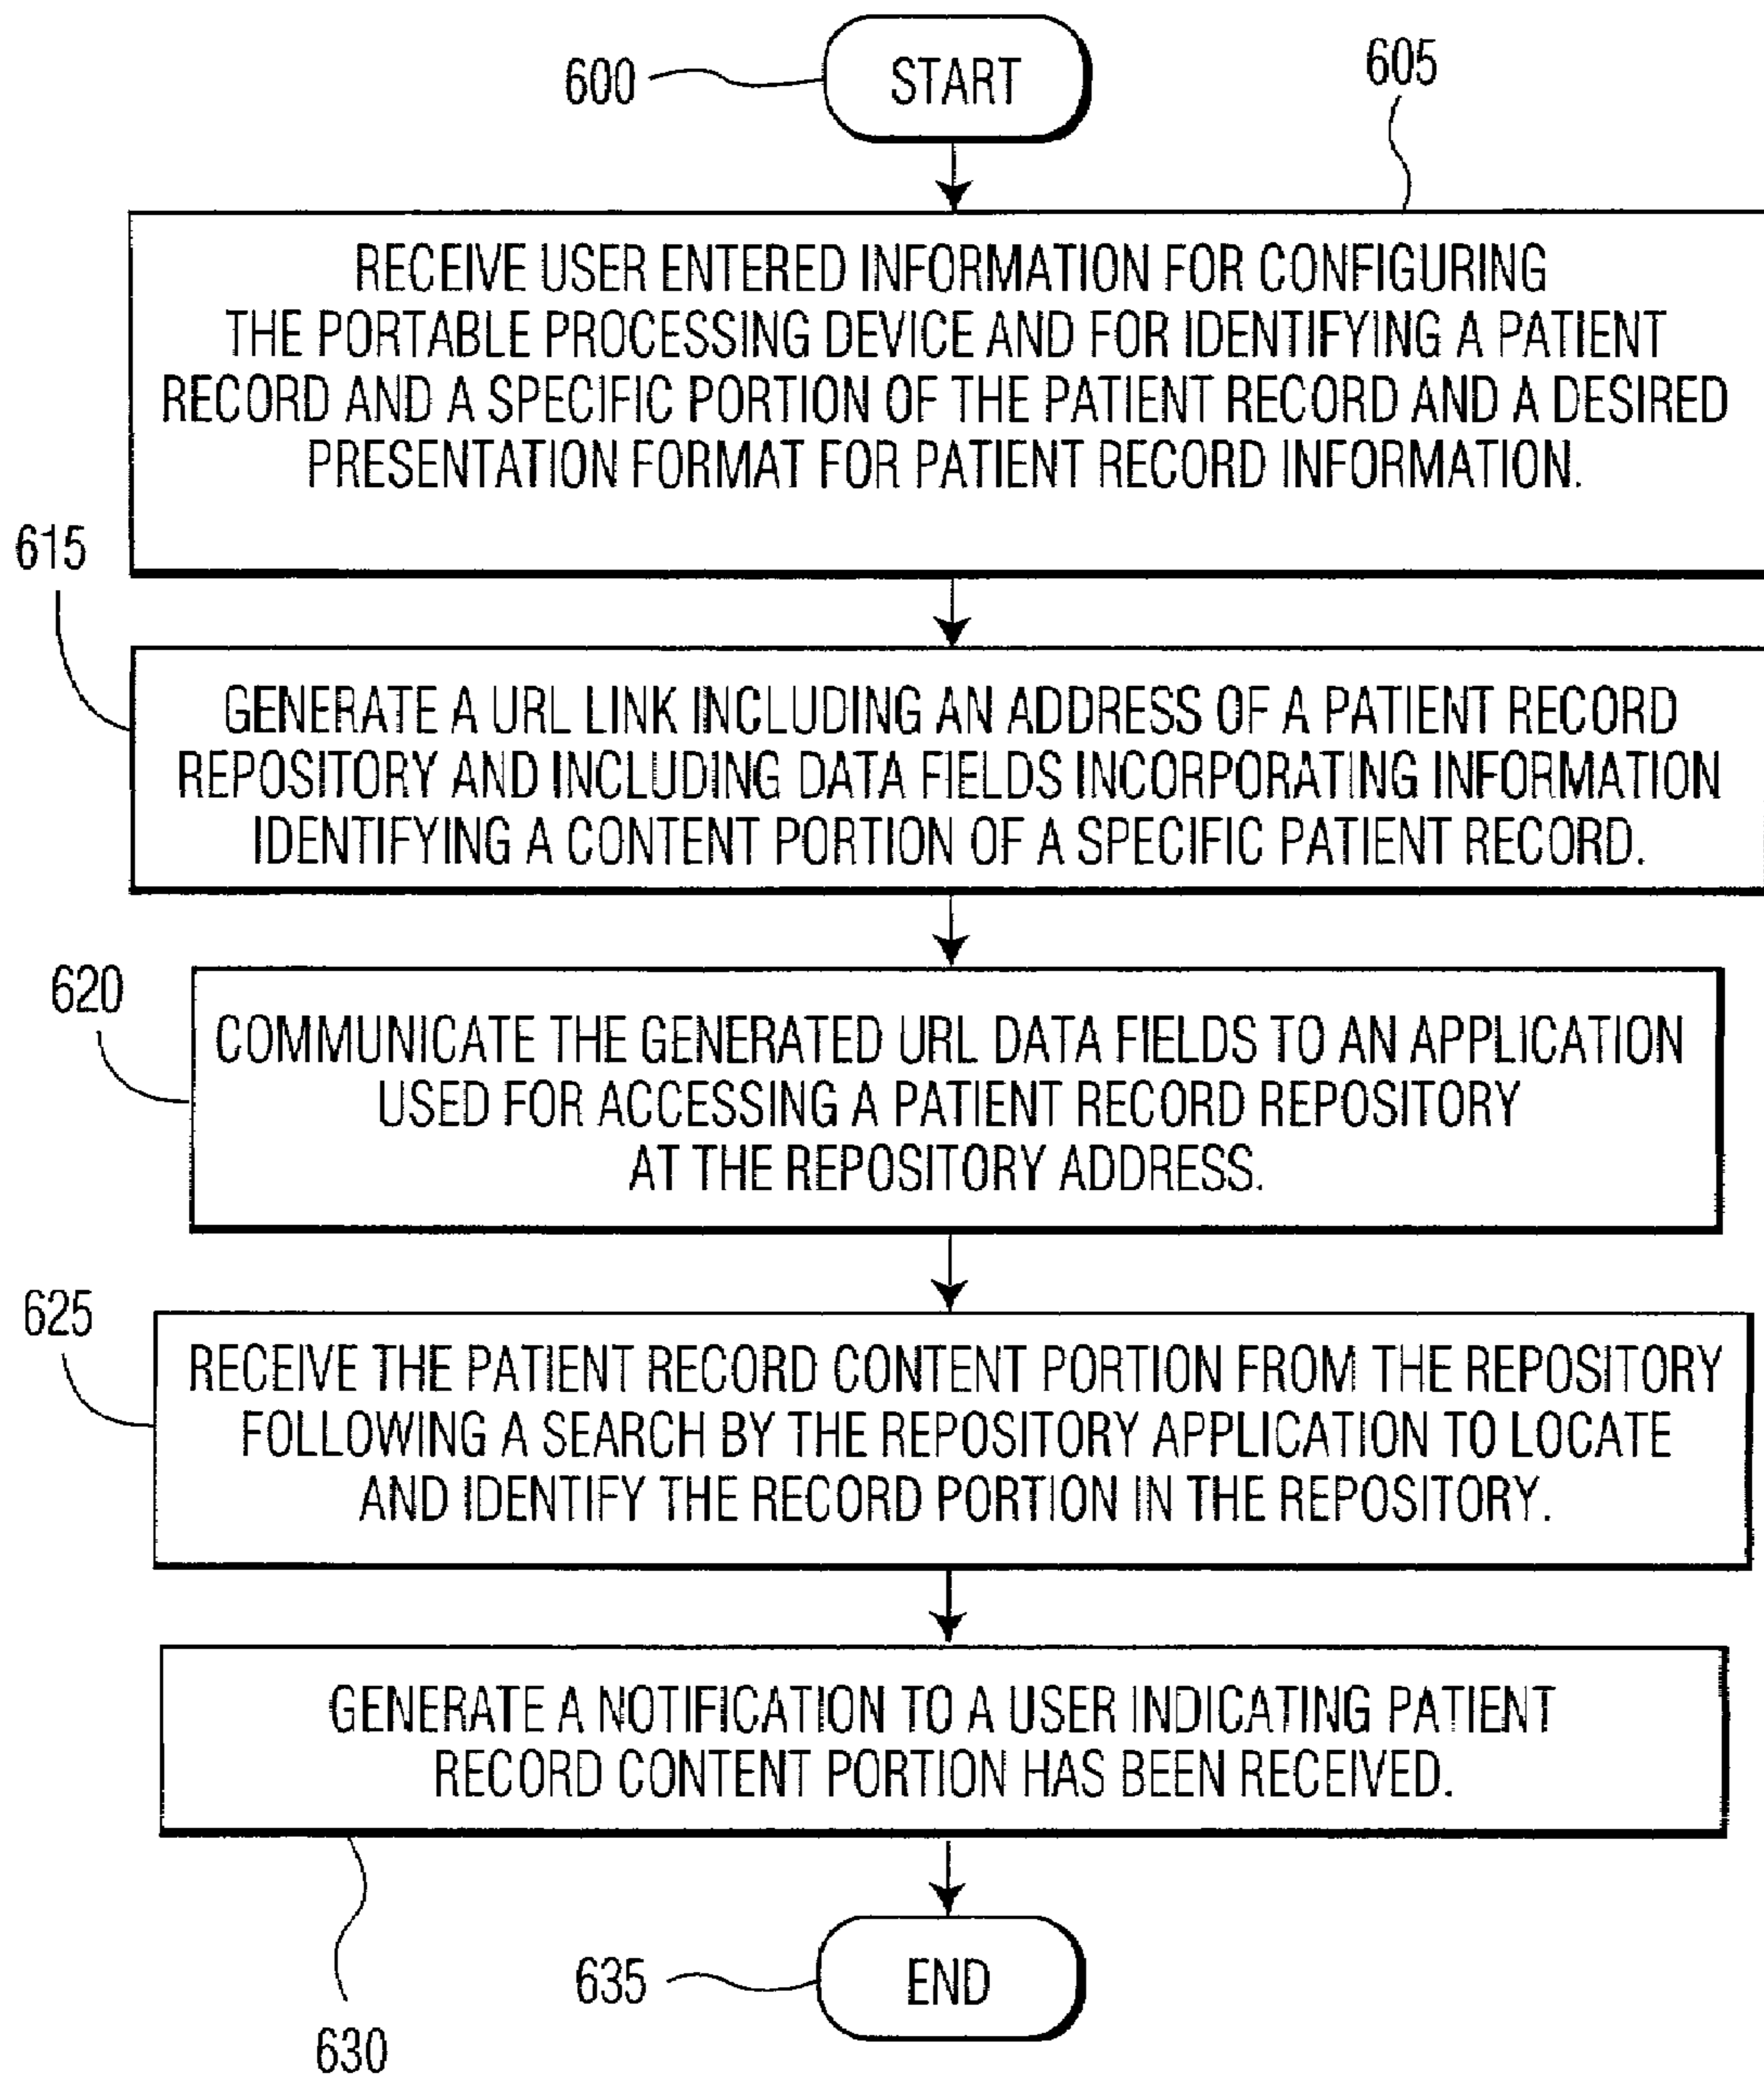 600
START
605
RECEIVE USER ENTERED INFORMATION FOR CONFIGURING
THE PORTABLE PROCESSING DEVICE AND FOR IDENTIFYING A PATIENT
RECORD AND A SPECIFIC PORTION OF THE PATIENT RECORD AND A DESIRED
PRESENTATION FORMAT FOR PATIENT RECORD INFORMATION.
615
GENERATE A URL LINK INCLUDING AN ADDRESS OF A PATIENT RECORD
REPOSITORY AND INCLUDING DATA FIELDS INCORPORATING INFORMATION
IDENTIFYING A CONTENT PORTION OF A SPECIFIC PATIENT RECORD.
620
COMMUNICATE THE GENERATED URL DATA FIELDS TO AN APPLICATION
USED FOR ACCESSING A PATIENT RECORD REPOSITORY
AT THE REPOSITORY ADDRESS.
625
RECEIVE THE PATIENT RECORD CONTENT PORTION FROM THE REPOSITORY
FOLLOWING A SEARCH BY THE REPOSITORY APPLICATION TO LOCATE
AND IDENTIFY THE RECORD PORTION IN THE REPOSITORY.
GENERATE A NOTIFICATION TO A USER INDICATING PATIENT
RECORD CONTENT PORTION HAS BEEN RECEIVED.
630
635
END